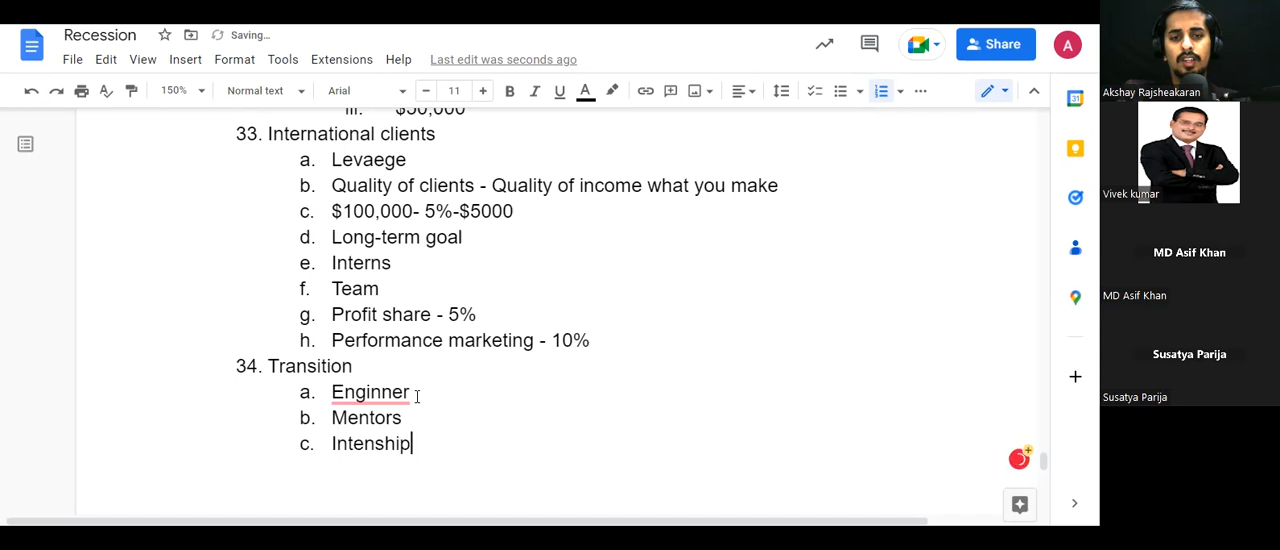 Recession
Saving...
File Edit View Insert Format Tools Extensions Help Last edit was seconds ago
Share
A
150% Normal text Arial 11
iii. $50,000
33. International clients
a. Levaege
b. Quality of clients - Quality of income what you make
c. $100,000- 5%-$5000
d. Long-term goal
e. Interns
f. Team
g. Profit share - 5%
h. Performance marketing - 10%
34. Transition
a. Enginner
b. Mentors
c. Intenship
31
Akshay Rajsheakaran
Vivek kumar
MD Asif Khan
MD Asif Khan
Susatya Parija
Susatya Parija